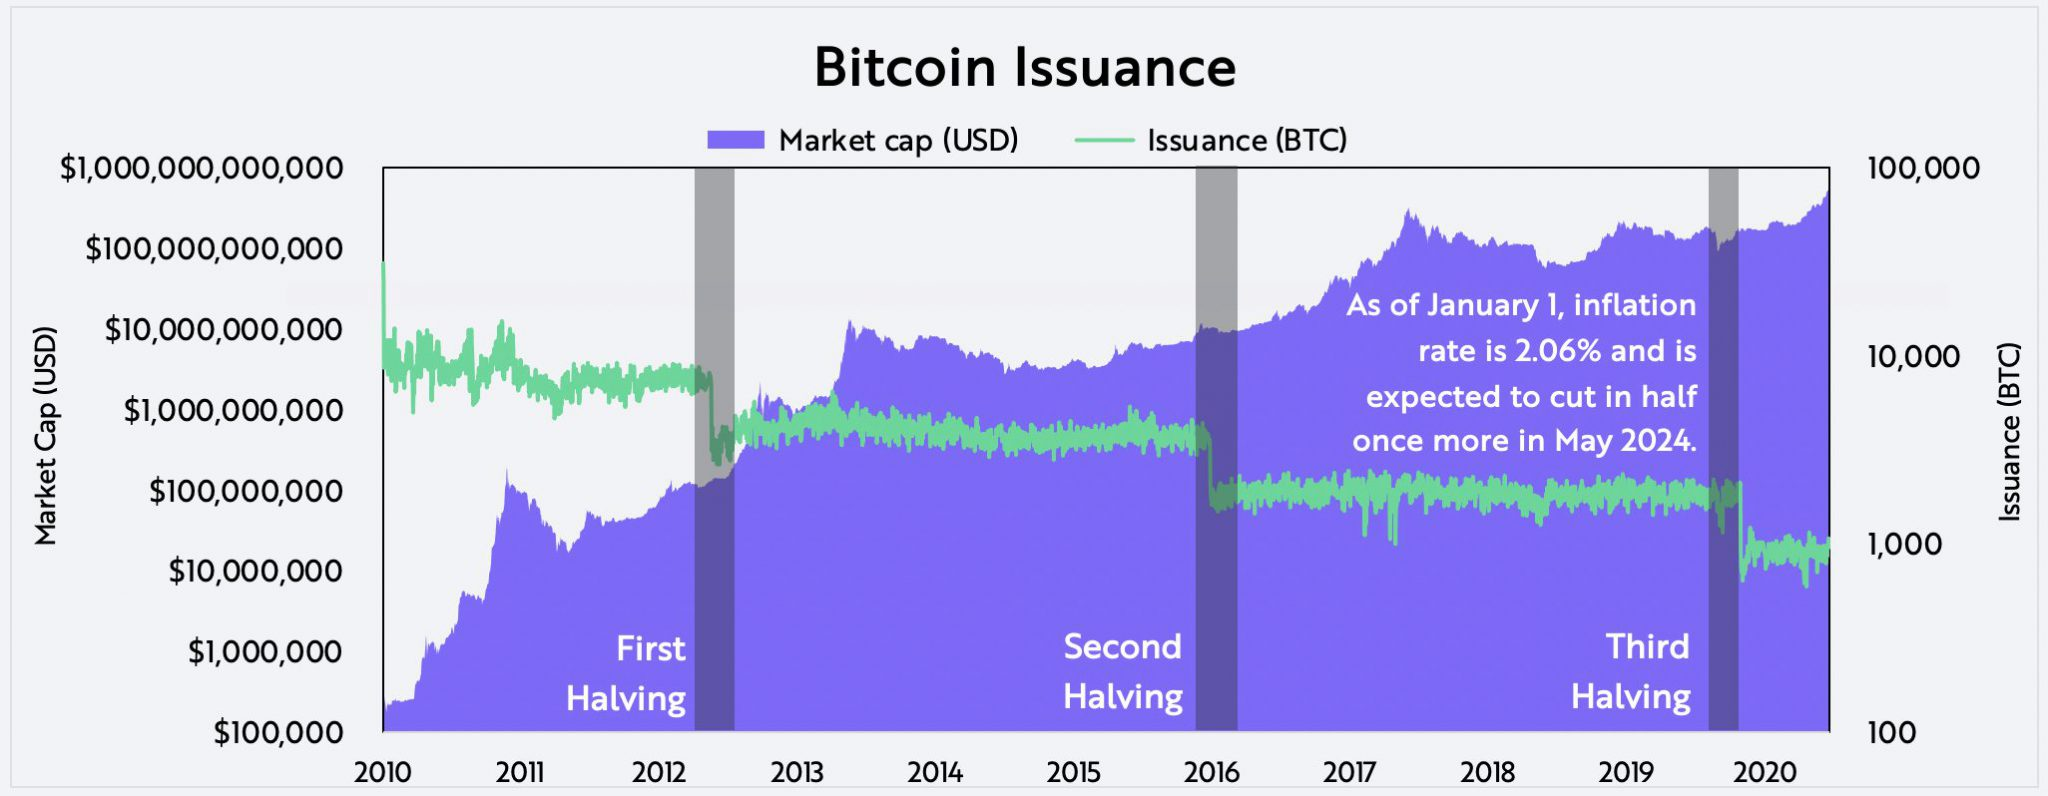 Bitcoin Issuance
Market cap (USD)
Issuance (BTC)
$1,000,000,000,000
$100,000,000,000
$10,000,000,000
$1,000,000,000
$100,000,000
$10,000,000
$1,000,000
$100,000
Market Cap (USD)
As of January 1, inflation
rate is 2.06% and is
expected to cut in half
once more in May 2024.
First
Halving
Second
Halving
Third
Halving
100,000
10,000
1,000
100
Issuance (BTC)
2010 2011 2012 2013 2014 2015 2016 2017 2018 2019 2020